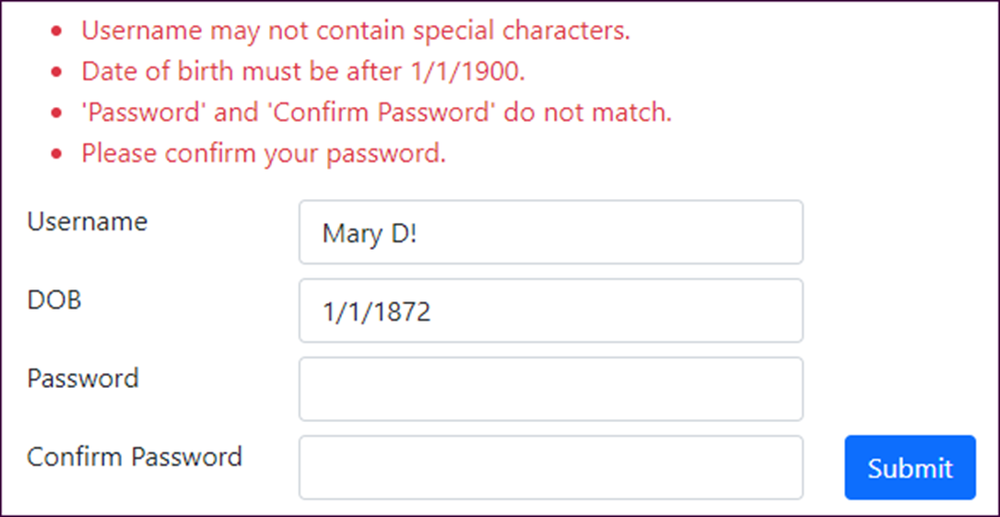 • Username may not contain special characters.
• Date of birth must be after 1/1/1900.
• 'Password' and 'Confirm Password' do not match.
• Please confirm your password.
Username Mary D!
DOB 1/1/1872
Password
Confirm Password Submit